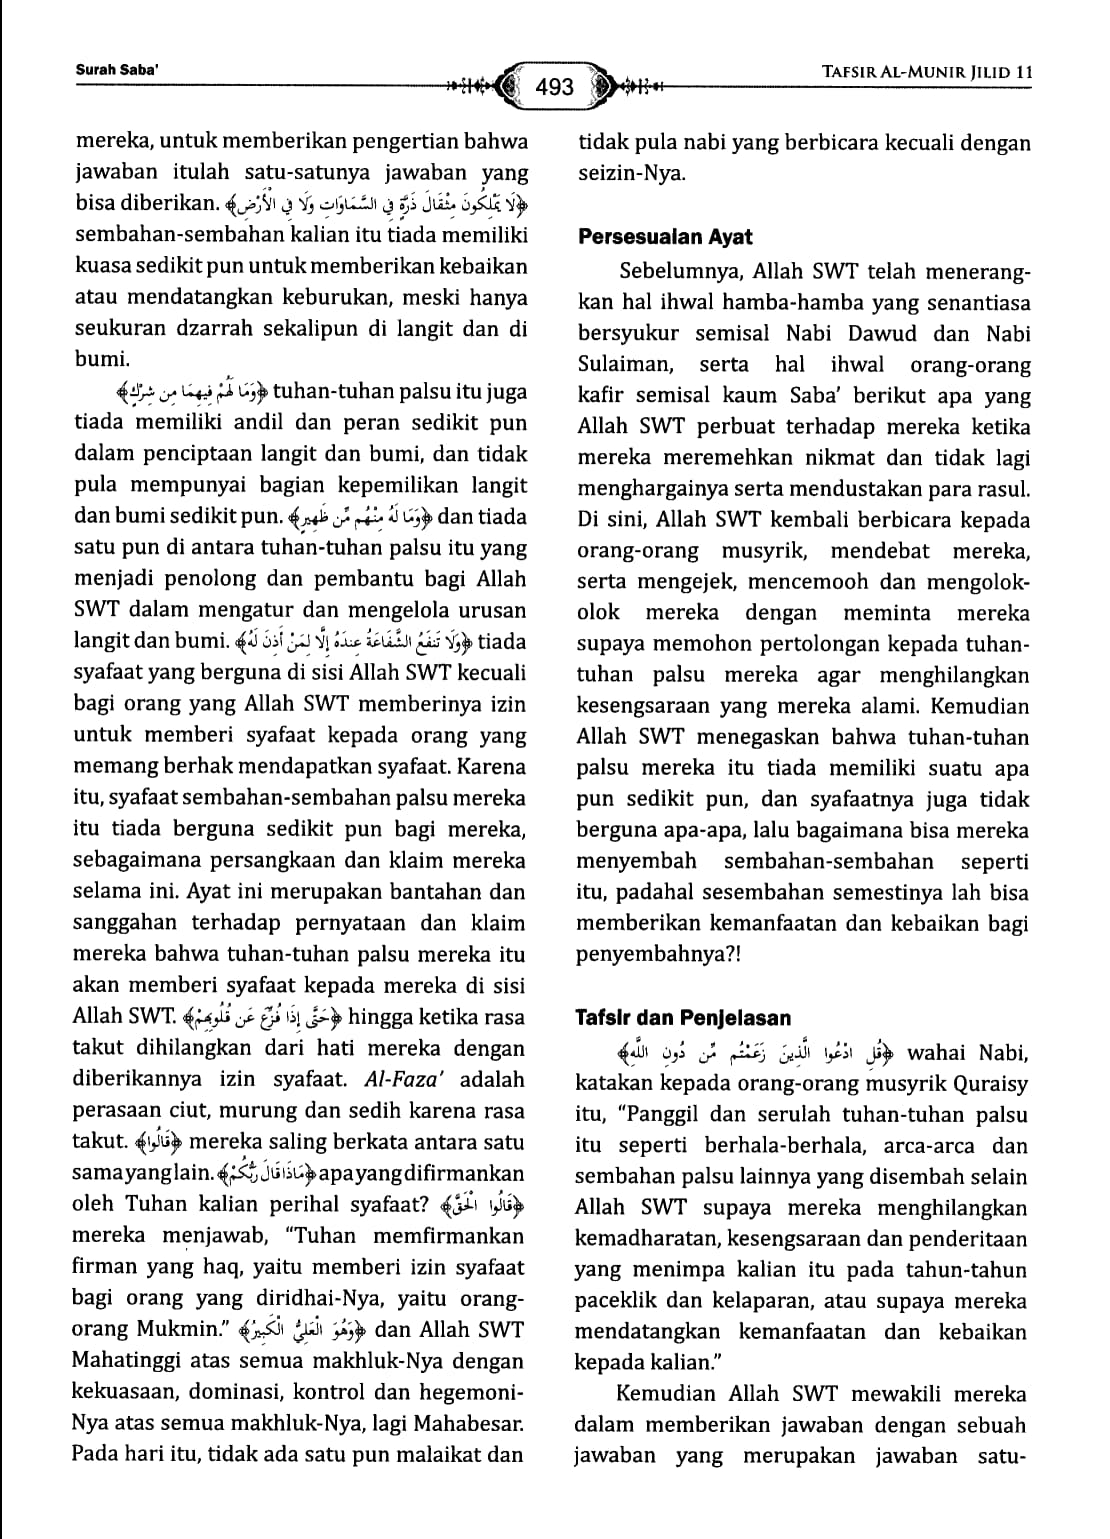 Surah Saba'
493
TAFSIR AL-MUNIR JILID 11
mereka, untuk memberikan pengertian bahwa
jawaban itulah satu-satunya jawaban yang
bisa diberikan. ﴿لَا يَمْلِكُونَ مِثْقَالَ ذَرَّةٍ فِي السَّمَاوَاتِ وَلَا فِي الْأَرْضِ﴾
sembahan-sembahan kalian itu tiada memiliki
kuasa sedikit pun untuk memberikan kebaikan
atau mendatangkan keburukan, meski hanya
seukuran dzarrah sekalipun di langit dan di
bumi.
﴿وَمَا لَهُمْ فِيهِمَا مِن شِرْكٍ﴾ tuhan-tuhan palsu itu juga
tiada memiliki andil dan peran sedikit pun
dalam penciptaan langit dan bumi, dan tidak
pula mempunyai bagian kepemilikan langit
dan bumi sedikit pun. ﴿وَمَا لَهُ مِنْهُم مِّن ظَهِيرٍ﴾ dan tiada
satu pun di antara tuhan-tuhan palsu itu yang
menjadi penolong dan pembantu bagi Allah
SWT dalam mengatur dan mengelola urusan
langit dan bumi. ﴿وَلَا تَنفَعُ الشَّفَاعَةُ عِندَهُ إِلَّا لِمَنْ أَذِنَ لَهُ﴾ tiada
syafaat yang berguna di sisi Allah SWT kecuali
bagi orang yang Allah SWT memberinya izin
untuk memberi syafaat kepada orang yang
memang berhak mendapatkan syafaat. Karena
itu, syafaat sembahan-sembahan palsu mereka
itu tiada berguna sedikit pun bagi mereka,
sebagaimana persangkaan dan klaim mereka
selama ini. Ayat ini merupakan bantahan dan
sanggahan terhadap pernyataan dan klaim
mereka bahwa tuhan-tuhan palsu mereka itu
akan memberi syafaat kepada mereka di sisi
Allah SWT. ﴿حَتَّى إِذَا فُزِّعَ عَن قُلُوبِهِمْ﴾ hingga ketika rasa
takut dihilangkan dari hati mereka dengan
diberikannya izin syafaat. Al-Faza’ adalah
perasaan ciut, murung dan sedih karena rasa
takut. ﴿قَالُوا﴾ mereka saling berkata antara satu
sama yang lain. ﴿مَاذَا قَالَ رَبُّكُمْ﴾ apa yang difirmankan
oleh Tuhan kalian perihal syafaat? ﴿قَالُوا الْحَقَّ﴾
mereka menjawab, “Tuhan memfirmankan
firman yang haq, yaitu memberi izin syafaat
bagi orang yang diridhai-Nya, yaitu orang-
orang Mukmin.” ﴿وَهُوَ الْعَلِيُّ الْكَبِيرُ﴾ dan Allah SWT
Mahatinggi atas semua makhluk-Nya dengan
kekuasaan, dominasi, kontrol dan hegemoni-
Nya atas semua makhluk-Nya, lagi Mahabesar.
Pada hari itu, tidak ada satu pun malaikat dan
tidak pula nabi yang berbicara kecuali dengan
seizin-Nya.
Persesuaian Ayat
Sebelumnya, Allah SWT telah menerang-
kan hal ihwal hamba-hamba yang senantiasa
bersyukur semisal Nabi Dawud dan Nabi
Sulaiman, serta hal ihwal orang-orang
kafir semisal kaum Saba’ berikut apa yang
Allah SWT perbuat terhadap mereka ketika
mereka meremehkan nikmat dan tidak lagi
menghargainya serta mendustakan para rasul.
Di sini, Allah SWT kembali berbicara kepada
orang-orang musyrik, mendebat mereka,
serta mengejek, mencemooh dan mengolok-
olok mereka dengan meminta mereka
supaya memohon pertolongan kepada tuhan-
tuhan palsu mereka agar menghilangkan
kesengsaraan yang mereka alami. Kemudian
Allah SWT menegaskan bahwa tuhan-tuhan
palsu mereka itu tiada memiliki suatu apa
pun sedikit pun, dan syafaatnya juga tidak
berguna apa-apa, lalu bagaimana bisa mereka
menyembah sembahan-sembahan seperti
itu, padahal sesembahan semestinya lah bisa
memberikan kemanfaatan dan kebaikan bagi
penyembahnya?!
Tafsir dan Penjelasan
﴿قُلِ ادْعُوا الَّذِينَ زَعَمْتُم مِّن دُونِ اللَّهِ﴾ wahai Nabi,
katakan kepada orang-orang musyrik Quraisy
itu, “Panggil dan serulah tuhan-tuhan palsu
itu seperti berhala-berhala, arca-arca dan
sembahan palsu lainnya yang disembah selain
Allah SWT supaya mereka menghilangkan
kemadharatan, kesengsaraan dan penderitaan
yang menimpa kalian itu pada tahun-tahun
paceklik dan kelaparan, atau supaya mereka
mendatangkan kemanfaatan dan kebaikan
kepada kalian.”
Kemudian Allah SWT mewakili mereka
dalam memberikan jawaban dengan sebuah
jawaban yang merupakan jawaban satu-